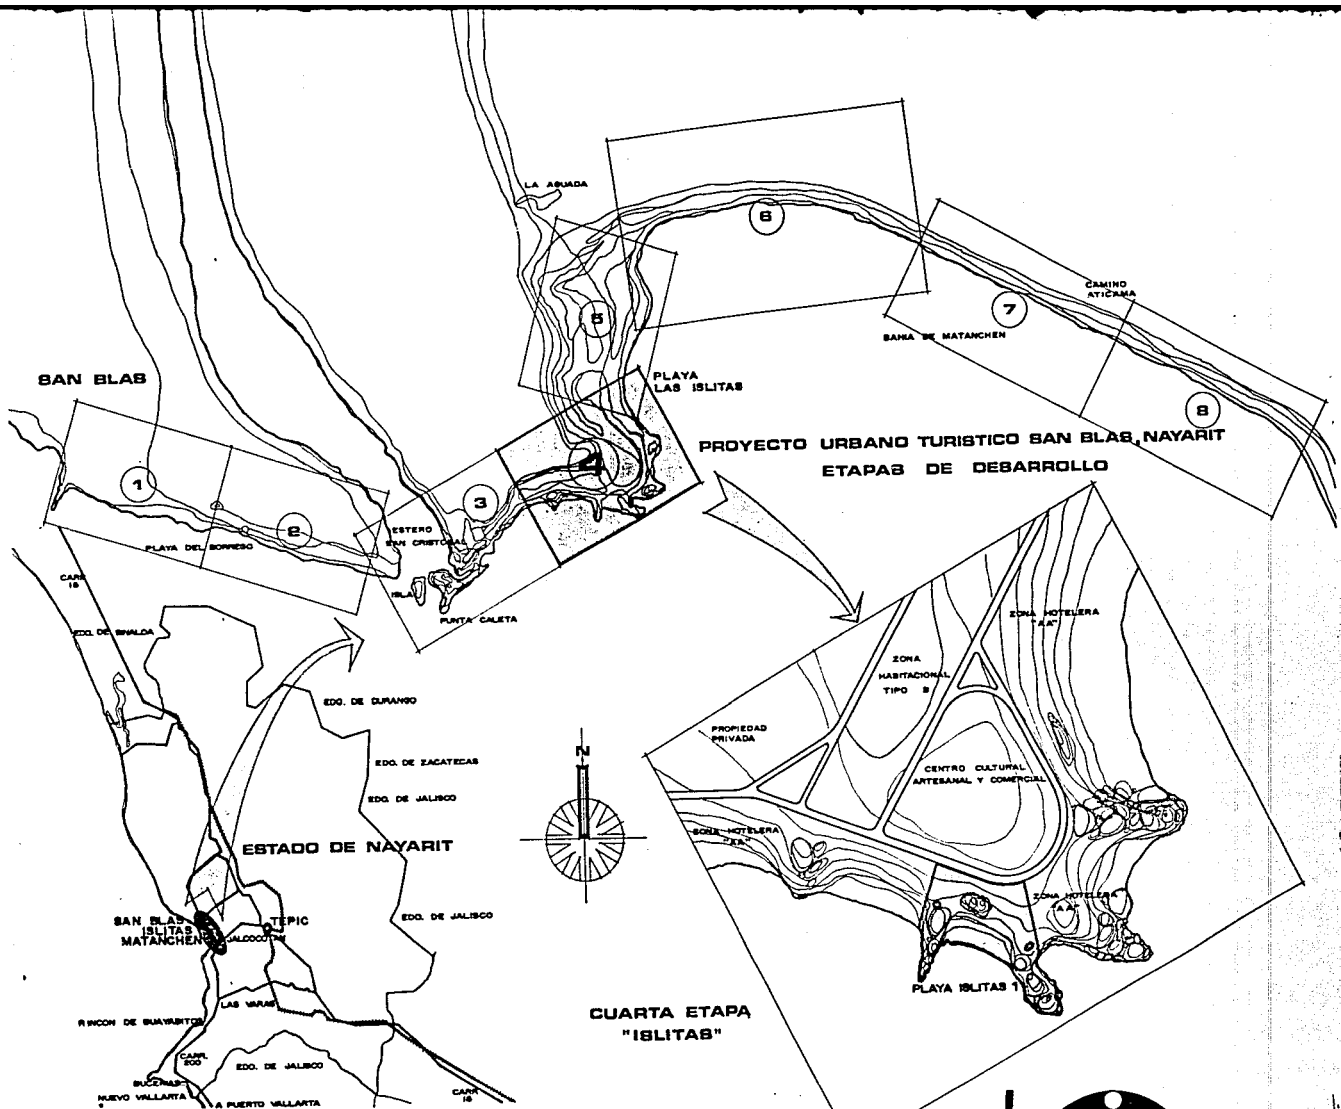 LA AGUADA
6
CAMINO
ATICAMA
7
BAHIA DE MATANCHEN
5
8
SAN BLAS
PLAYA
LAS ISLITAS
PROYECTO URBANO TURISTICO SAN BLAS, NAYARIT
ETAPAS DE DESARROLLO
4
1
2
3
PLAYA DEL BORREGO
ESTERO
SAN CRISTOBAL
ISLA
PUNTA CALETA
CARR.
15
EDO. DE SINALOA
EDO. DE DURANGO
EDO. DE ZACATECAS
EDO. DE JALISCO
ESTADO DE NAYARIT
EDO. DE JALISCO
SAN BLAS
ISLITAS
MATANCHEN
TEPIC
JALCOCOTAN
LAS VARAS
RINCON DE GUAYABITOS
CARR.
200
EDO. DE JALISCO
BUCERIAS
NUEVO VALLARTA
A PUERTO VALLARTA
CARR.
15
N
CUARTA ETAPA
"ISLITAS"
ZONA HOTELERA
"AA"
ZONA
HABITACIONAL
TIPO B
PROPIEDAD
PRIVADA
CENTRO CULTURAL
ARTESANAL Y COMERCIAL
ZONA HOTELERA
"AA"
ZONA HOTELERA
"AA"
PLAYA ISLITAS 1